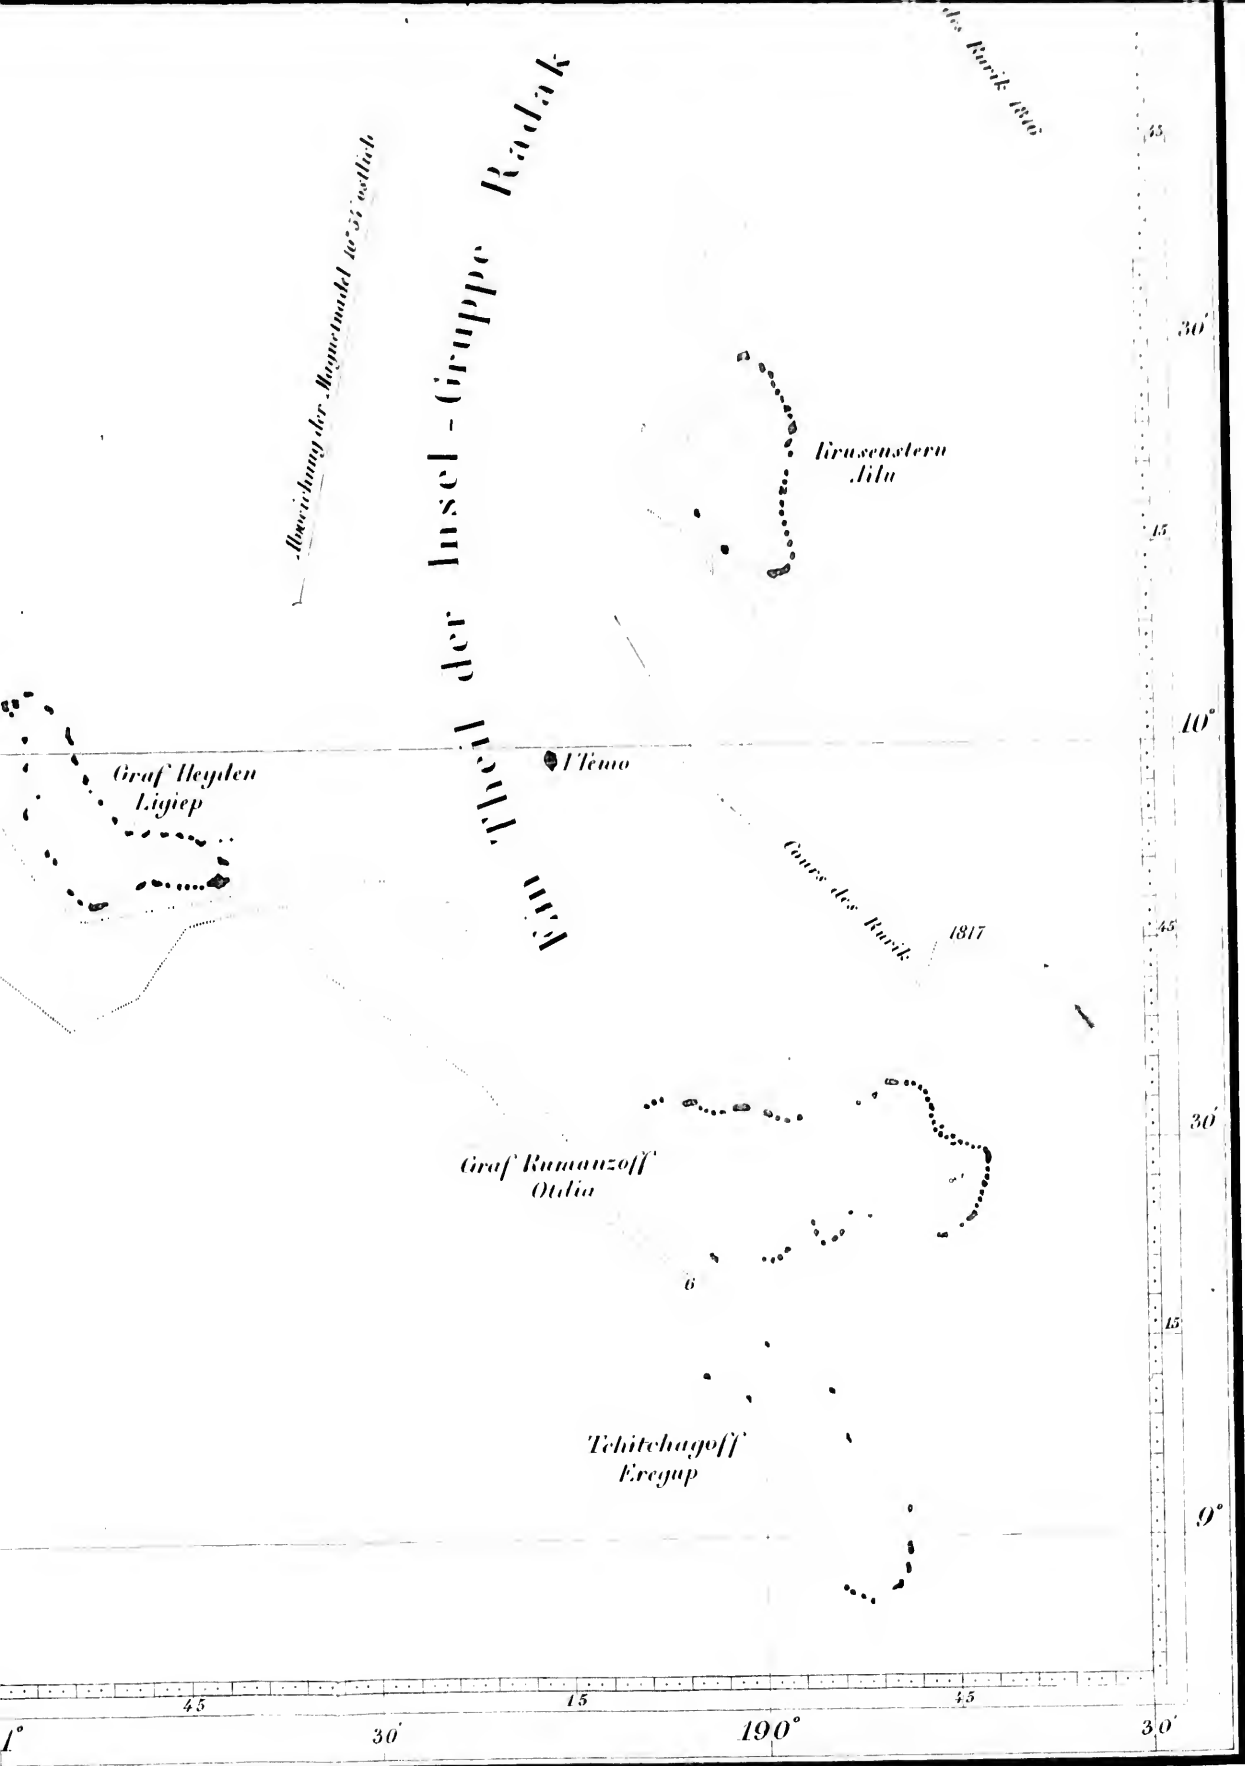 des Rurik 1816
Ein Theil der Insel-Gruppe Radak
Abweichung der Magnetnadel 10° 57' ostlich
45
30'
Krusenstern
Jilu
15
10°
Graf Heyden
Ligiep
I Temo
Cours des Rurik
1817
45
30'
Graf Rumanzoff
Otdia
6
15
Tchitchagoff
Eregup
9°
45
15
45
1°
30'
190°
30'